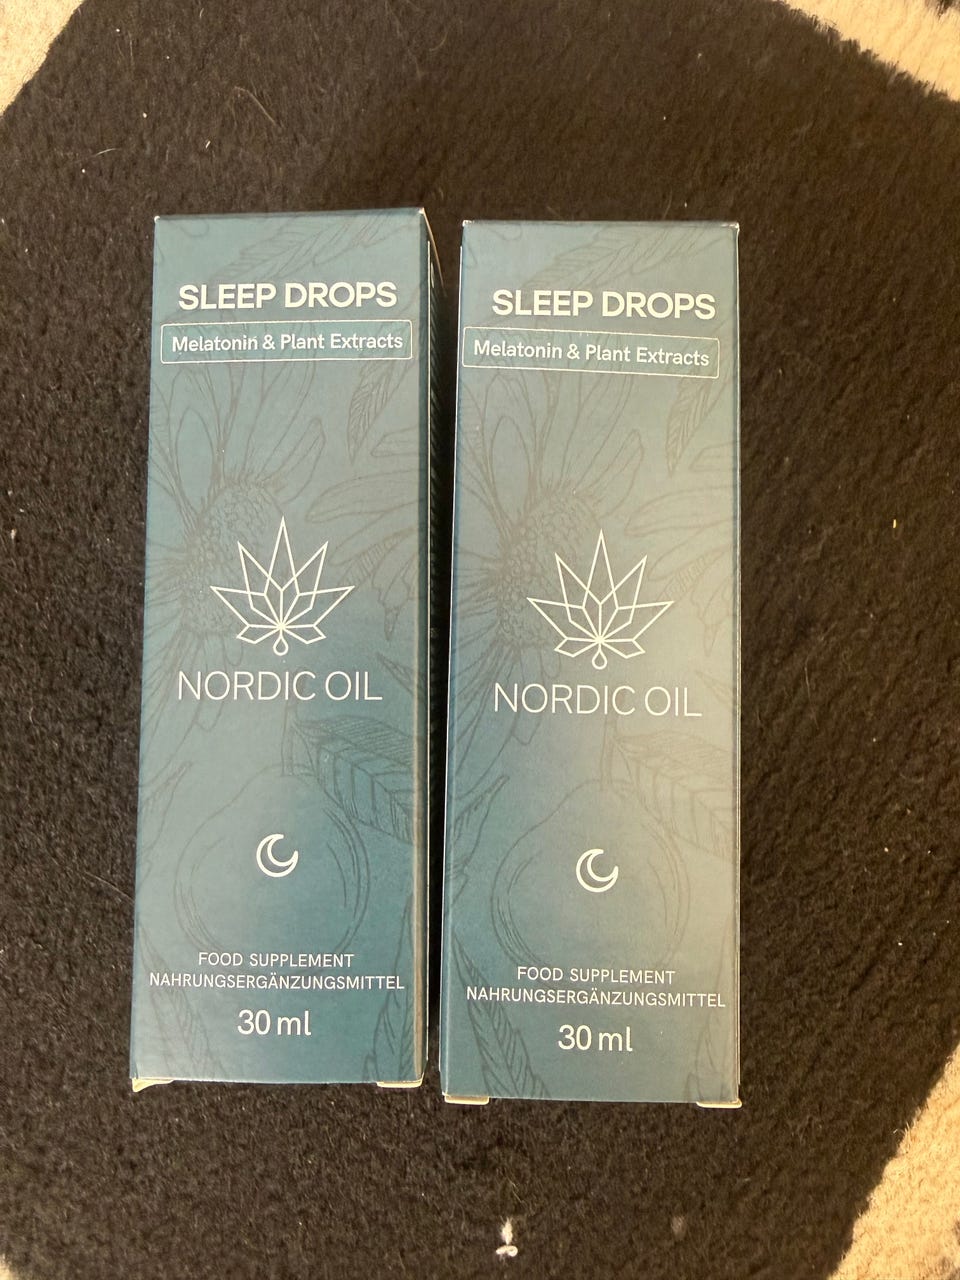 SLEEP DROPS
Melatonin & Plant Extracts
NORDIC OIL
FOOD SUPPLEMENT
NAHRUNGSERGÄNZUNGSMITTEL
30 ml
SLEEP DROPS
Melatonin & Plant Extracts
NORDIC OIL
FOOD SUPPLEMENT
NAHRUNGSERGÄNZUNGSMITTEL
30 ml